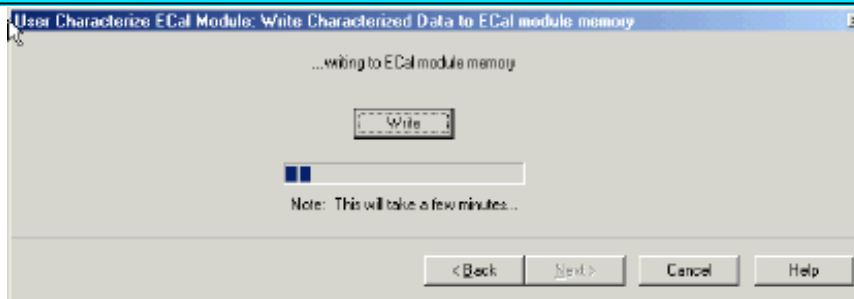 User Characterize ECal Module: Write Characterized Data to ECal module memory
...writing to ECal module memory
Write
Note: This will take a few minutes...
< Back Next > Cancel Help